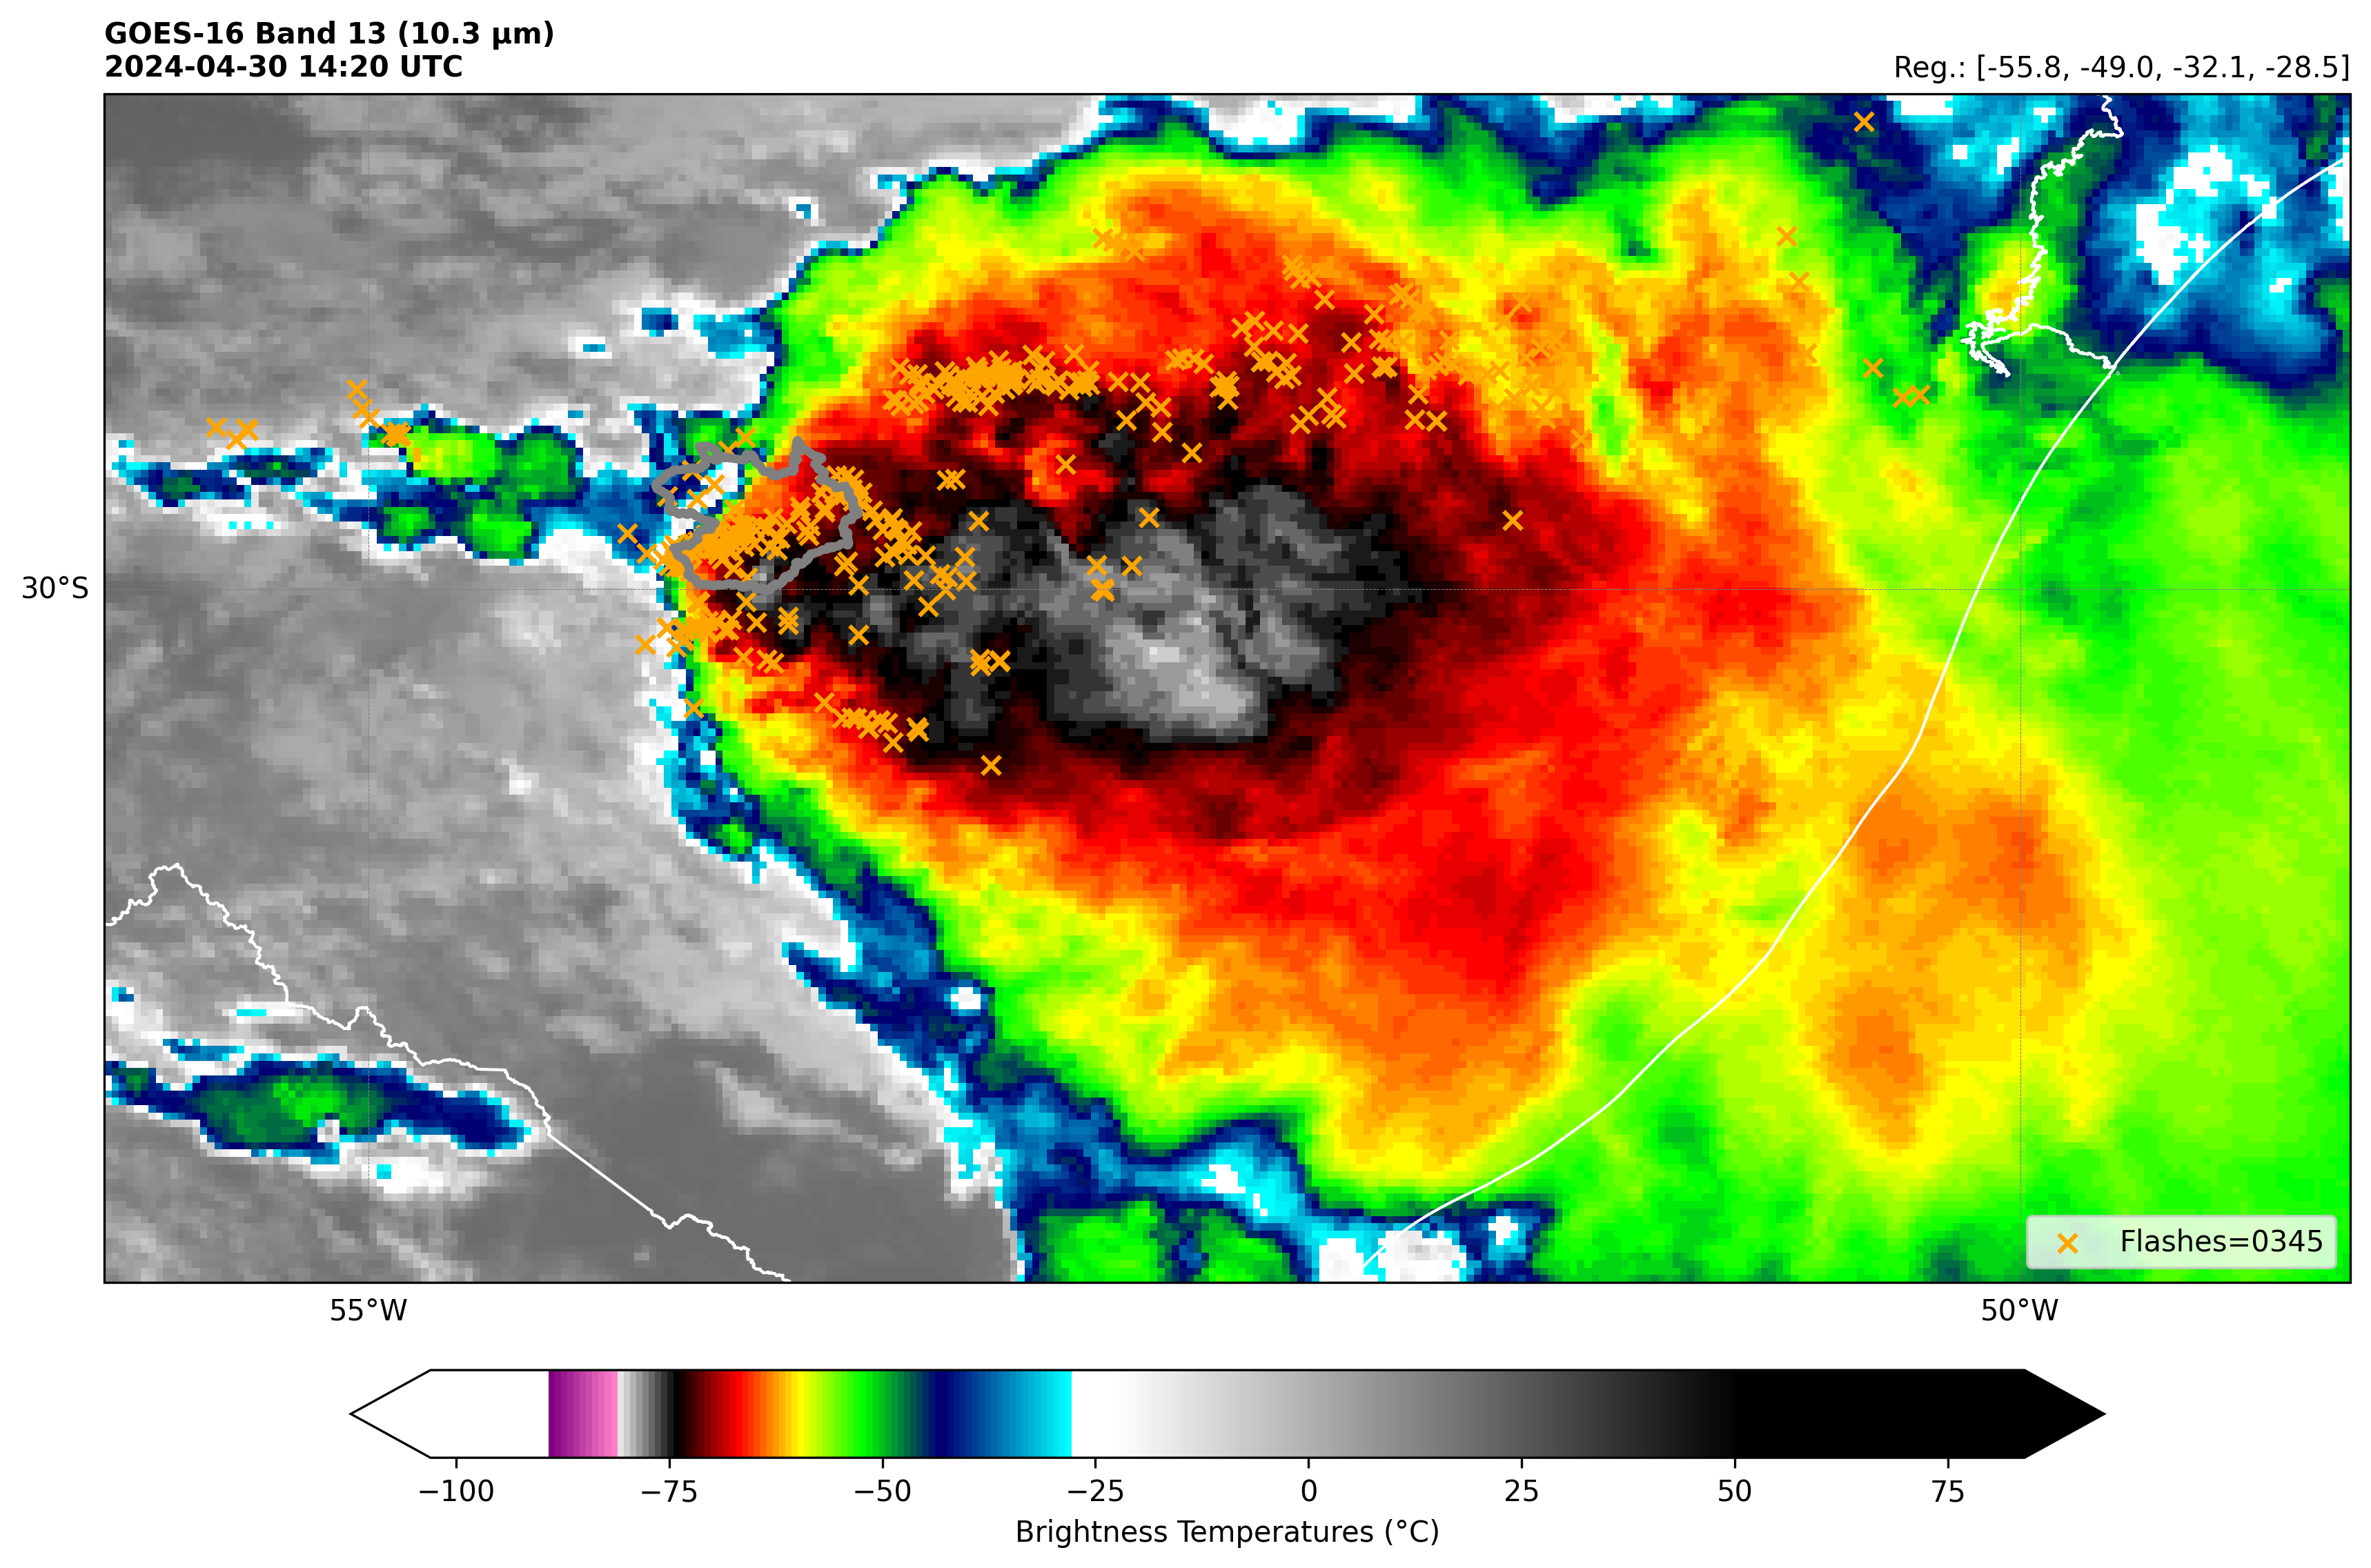 GOES-16 Band 13 (10.3 µm)
2024-04-30 14:20 UTC
Reg.: [-55.8, -49.0, -32.1, -28.5]
30°S
Flashes=0345
55°W
50°W
−100
−75
−50
−25
0
25
50
75
Brightness Temperatures (°C)